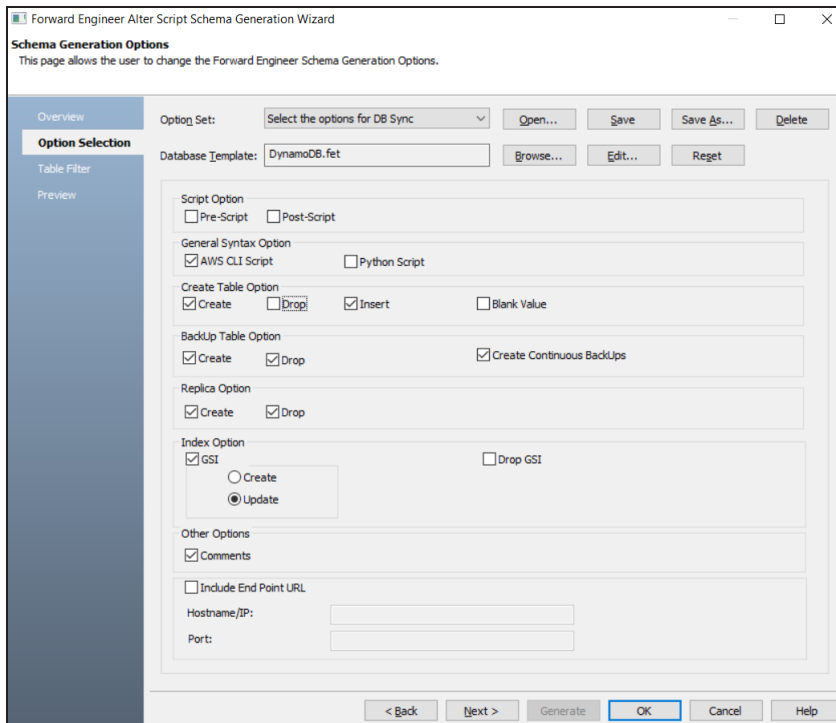 Forward Engineer Alter Script Schema Generation Wizard
Schema Generation Options
This page allows the user to change the Forward Engineer Schema Generation Options.
Overview
Option Selection
Table Filter
Preview
Option Set: Select the options for DB Sync Open... Save Save As... Delete
Database Template: DynamoDB.fet Browse... Edit... Reset
Script Option
Pre-Script Post-Script
General Syntax Option
AWS CLI Script Python Script
Create Table Option
Create Drop Insert Blank Value
BackUp Table Option
Create Drop Create Continuous BackUps
Replica Option
Create Drop
Index Option
GSI Drop GSI
Create
Update
Other Options
Comments
Include End Point URL
Hostname/IP:
Port:
< Back Next > Generate OK Cancel Help